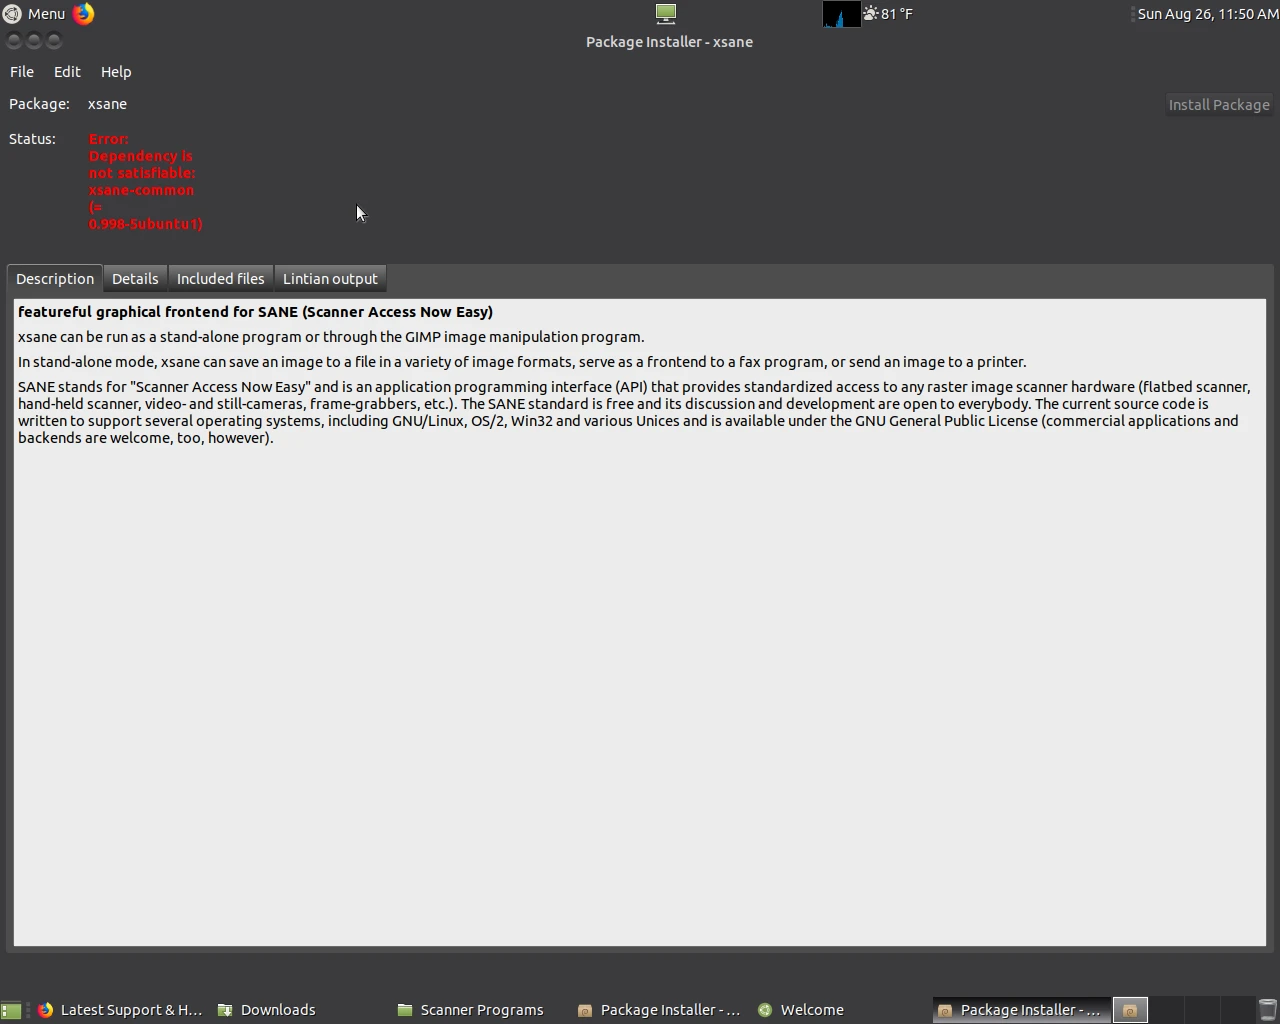 Menu
81 °F
Sun Aug 26, 11:50 AM
Package Installer - xsane
File Edit Help
Package: xsane
Install Package
Status: Error:
Dependency is
not satisfiable:
xsane-common
(=
0.998-5ubuntu1)
Description Details Included files Lintian output
featureful graphical frontend for SANE (Scanner Access Now Easy)
xsane can be run as a stand-alone program or through the GIMP image manipulation program.
In stand-alone mode, xsane can save an image to a file in a variety of image formats, serve as a frontend to a fax program, or send an image to a printer.
SANE stands for "Scanner Access Now Easy" and is an application programming interface (API) that provides standardized access to any raster image scanner hardware (flatbed scanner,
hand-held scanner, video- and still-cameras, frame-grabbers, etc.). The SANE standard is free and its discussion and development are open to everybody. The current source code is
written to support several operating systems, including GNU/Linux, OS/2, Win32 and various Unices and is available under the GNU General Public License (commercial applications and
backends are welcome, too, however).
Latest Support & H... Downloads Scanner Programs Package Installer - ... Welcome Package Installer - ...